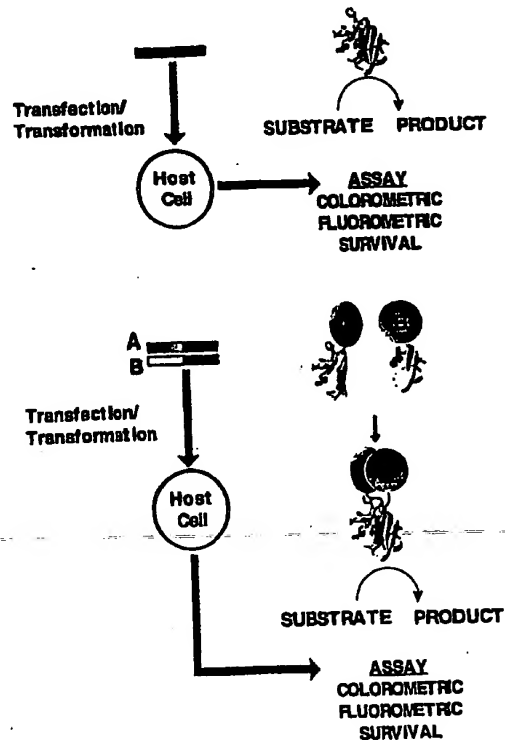 Transfection/
Transformation
SUBSTRATE PRODUCT
Host
Cell
ASSAY
COLOROMETRIC
FLUOROMETRIC
SURVIVAL
A
B
Transfection/
Transformation
Host
Cell
SUBSTRATE PRODUCT
ASSAY
COLOROMETRIC
FLUOROMETRIC
SURVIVAL